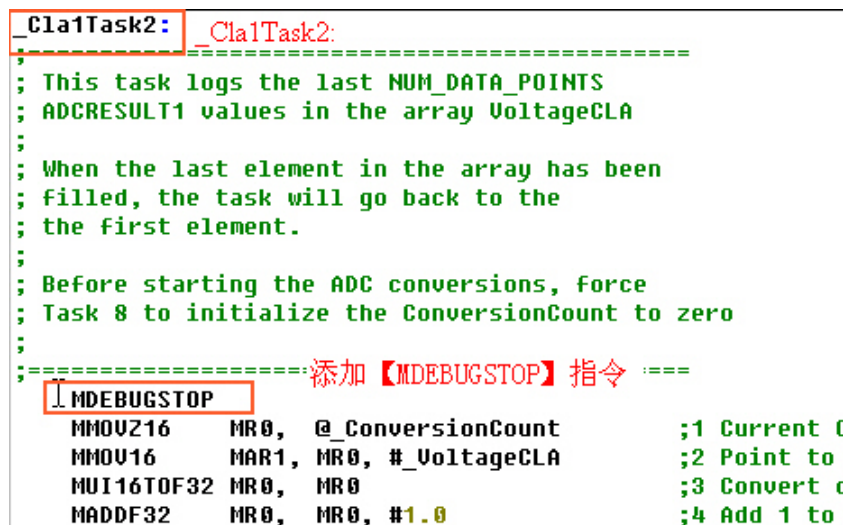 _Cla1Task2: _Cla1Task2:
;==================================================
; This task logs the last NUM_DATA_POINTS
; ADCRESULT1 values in the array VoltageCLA
;
; When the last element in the array has been
; filled, the task will go back to the
; the first element.
;
; Before starting the ADC conversions, force
; Task 8 to initialize the ConversionCount to zero
;
;===================== 添加【MDEBUGSTOP】指令 ===
MDEBUGSTOP
MMOVZ16 MR0, @_ConversionCount ;1 Current
MMOV16 MAR1, MR0, #_VoltageCLA ;2 Point to
MUI16TOF32 MR0, MR0 ;3 Convert
MADDF32 MR0, MR0, #1.0 ;4 Add 1 to